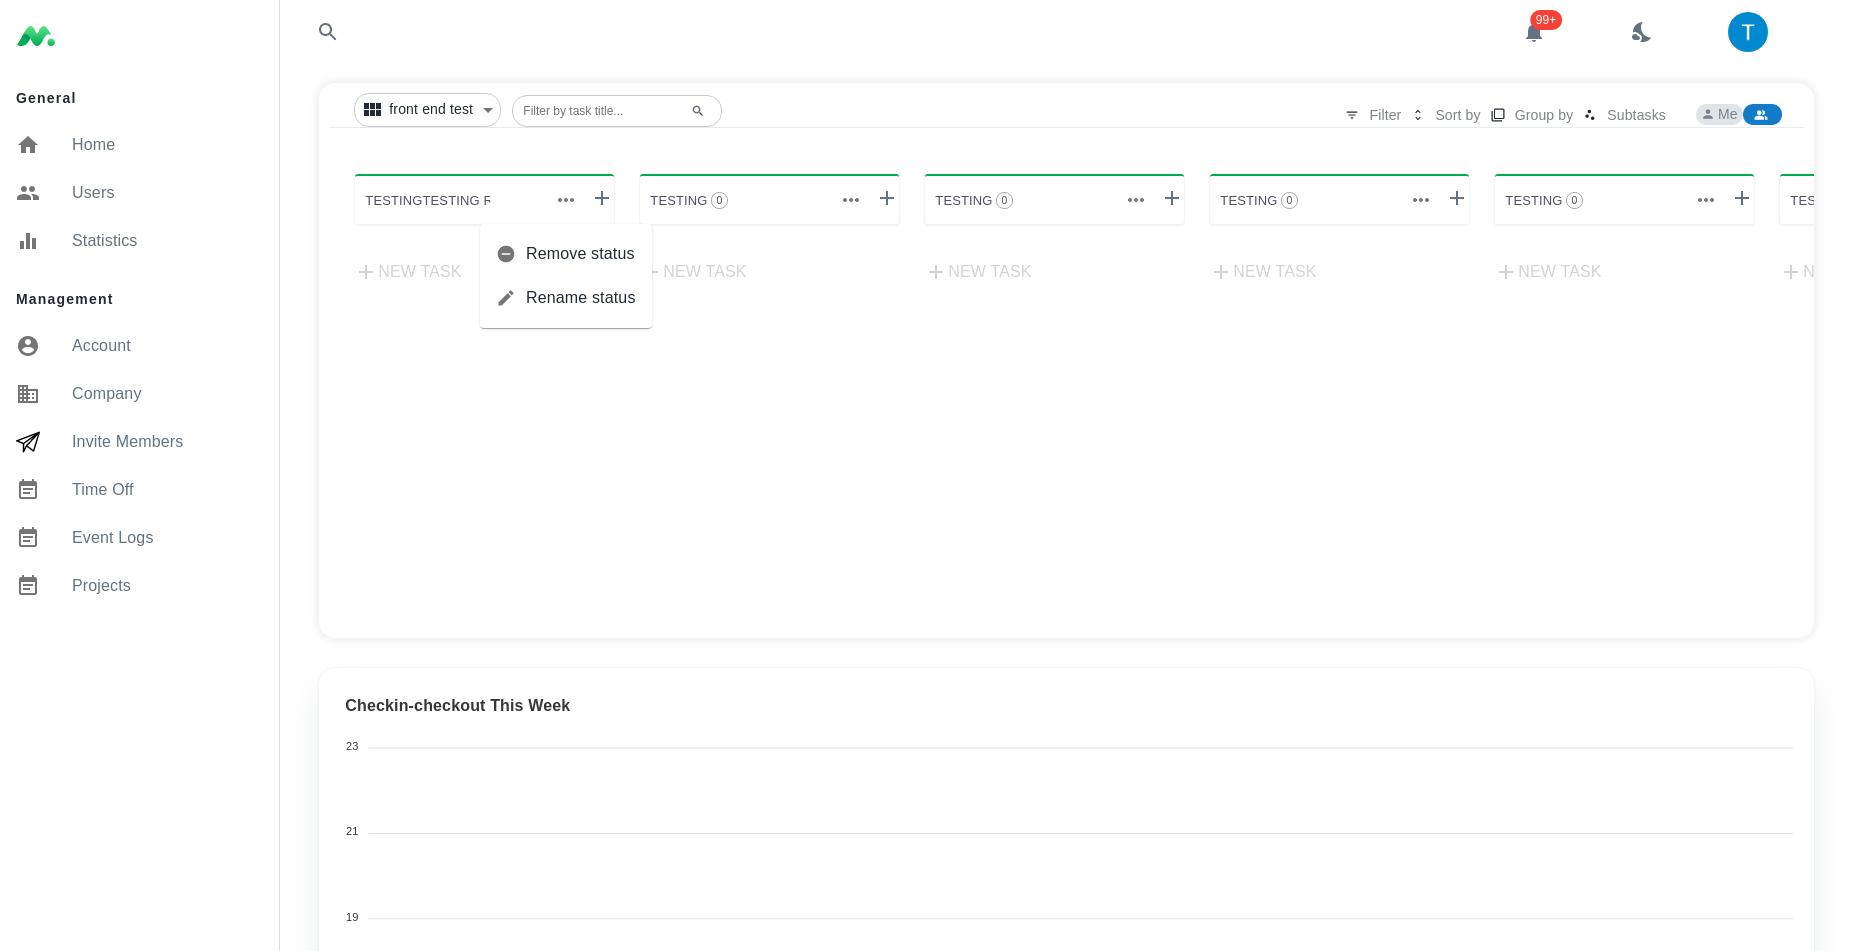 99+
T
General
Home
Users
Statistics
Management
Account
Company
Invite Members
Time Off
Event Logs
Projects
front end test
Filter by task title...
Filter
Sort by
Group by
Subtasks
Me
TESTINGTESTING R
TESTING 0
TESTING 0
TESTING 0
TESTING 0
TES
Remove status
Rename status
NEW TASK
NEW TASK
NEW TASK
NEW TASK
NEW TASK
N
Checkin-checkout This Week
23
21
19